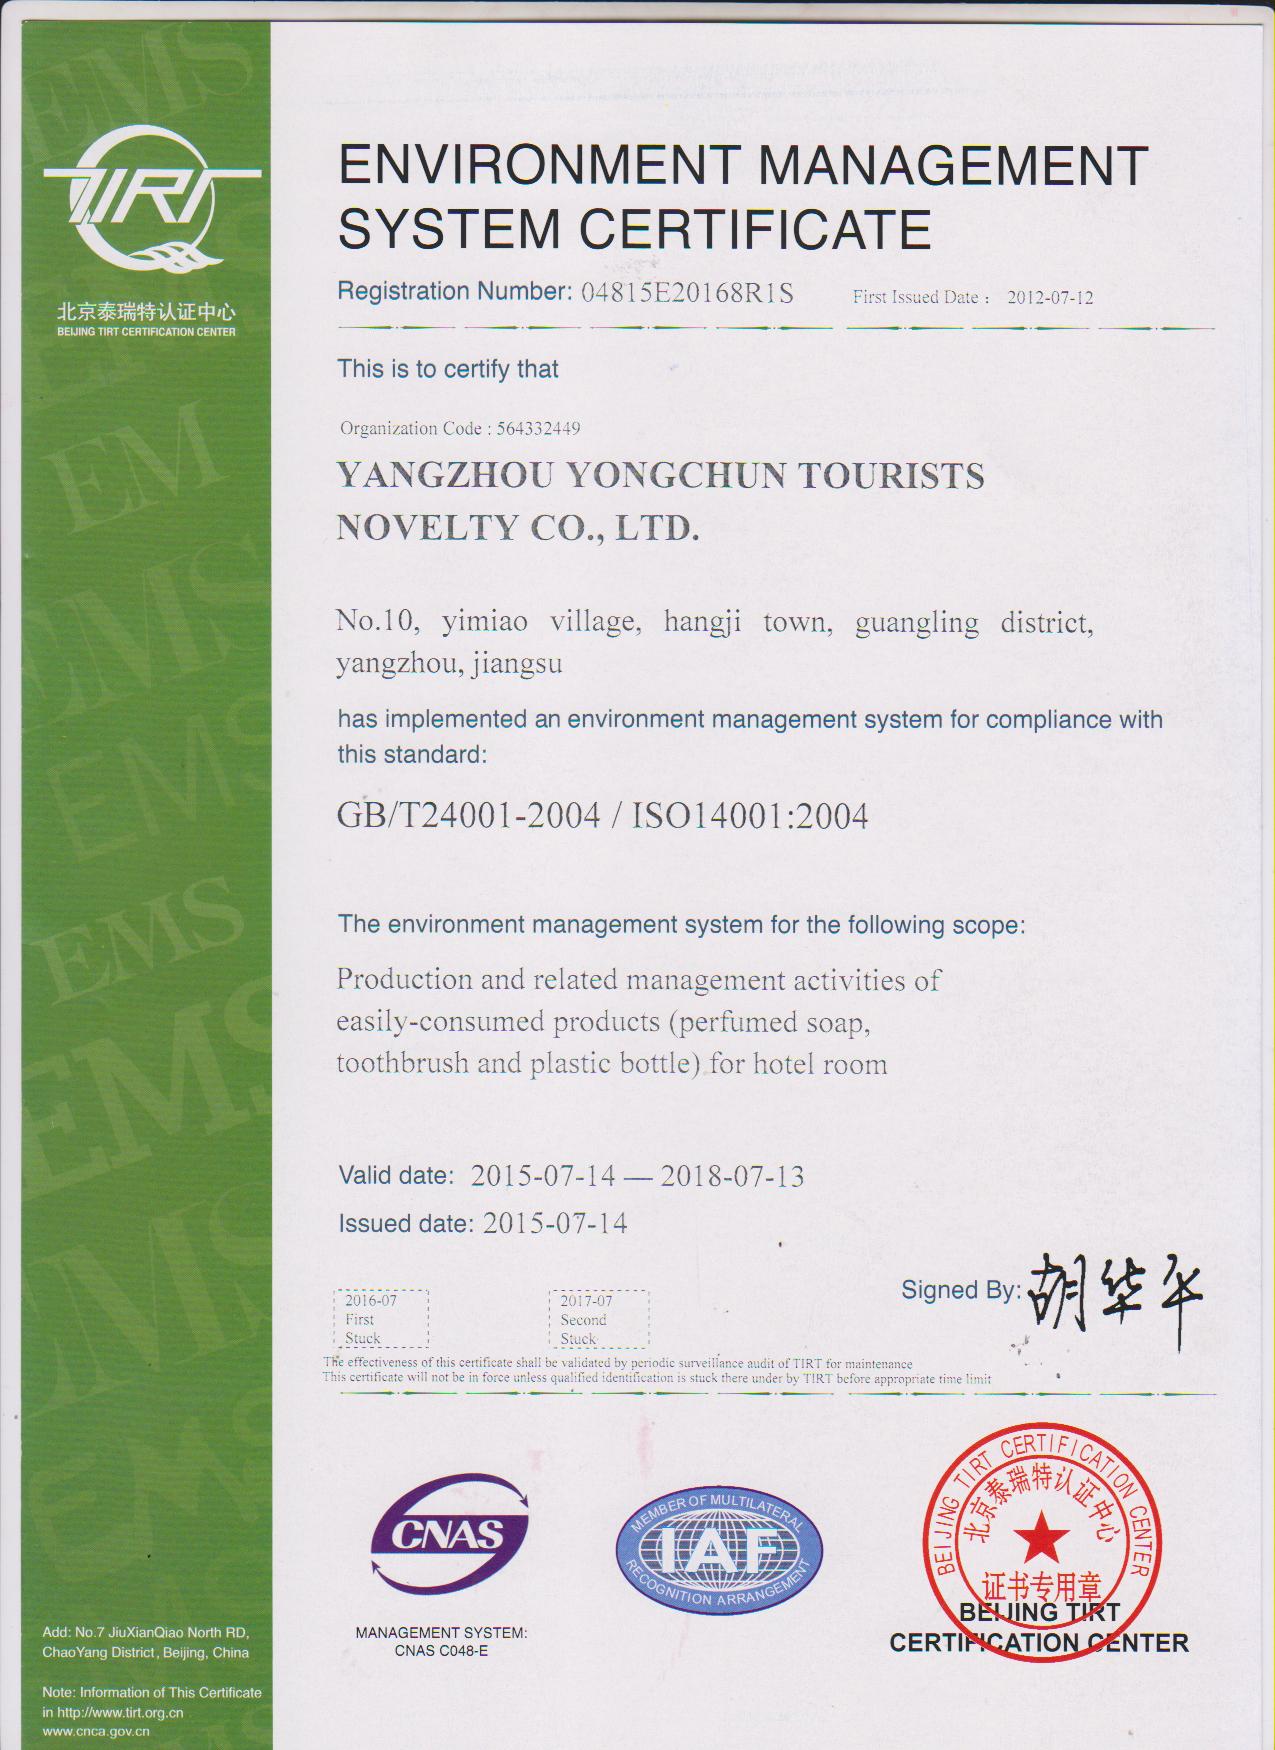 TIRT
北京泰瑞特认证中心
BEIJING TIRT CERTIFICATION CENTER
ENVIRONMENT MANAGEMENT
SYSTEM CERTIFICATE
Registration Number: 04815E20168R1S
First Issued Date : 2012-07-12
This is to certify that
Organization Code : 564332449
YANGZHOU YONGCHUN TOURISTS
NOVELTY CO., LTD.
No.10, yimiao village, hangji town, guangling district,
yangzhou, jiangsu
has implemented an environment management system for compliance with
this standard:
GB/T24001-2004 / ISO14001:2004
The environment management system for the following scope:
Production and related management activities of
easily-consumed products (perfumed soap,
toothbrush and plastic bottle) for hotel room
Valid date: 2015-07-14 — 2018-07-13
Issued date: 2015-07-14
Signed By: 胡华平
2016-07
First
Stuck
2017-07
Second
Stuck
The effectiveness of this certificate shall be validated by periodic surveillance audit of TIRT for maintenance
This certificate will not be in force unless qualified identification is stuck there under by TIRT before appropriate time limit
CNAS
MANAGEMENT SYSTEM:
CNAS C048-E
MEMBER OF MULTILATERAL
IAF
RECOGNITION ARRANGEMENT
BEIJING TIRT CERTIFICATION CENTER
北京泰瑞特认证中心
证书专用章
BEIJING TIRT
CERTIFICATION CENTER
Add: No.7 JiuXianQiao North RD,
ChaoYang District, Beijing, China
Note: Information of This Certificate
in http://www.tirt.org.cn
www.cnca.gov.cn
EMS
EM
EMS
EMS
EMS
EMS
EMS